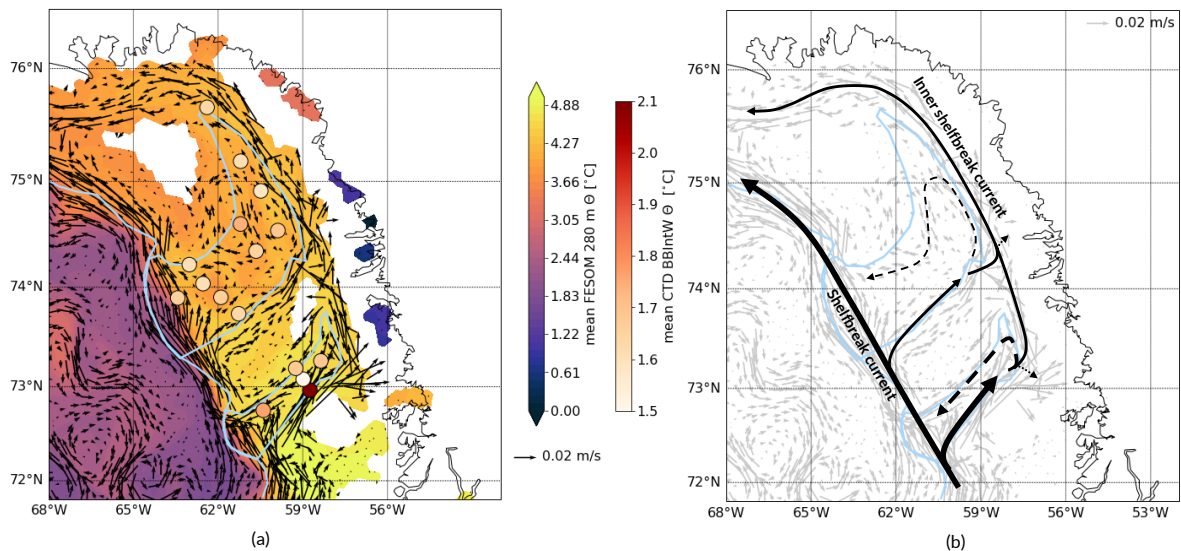 76°N
75°N
74°N
73°N
72°N
68°W
65°W
62°W
59°W
56°W
4.88
4.27
3.66
3.05
2.44
1.83
1.22
0.61
0.00
mean FESOM 280 m Θ [°C]
0.02 m/s
2.1
2.0
1.9
1.8
1.7
1.6
1.5
mean CTD BBIntW Θ [°C]
(a)
0.02 m/s
76°N
75°N
74°N
73°N
72°N
Inner shelfbreak current
Shelfbreak current
68°W
65°W
62°W
59°W
56°W
53°W
(b)